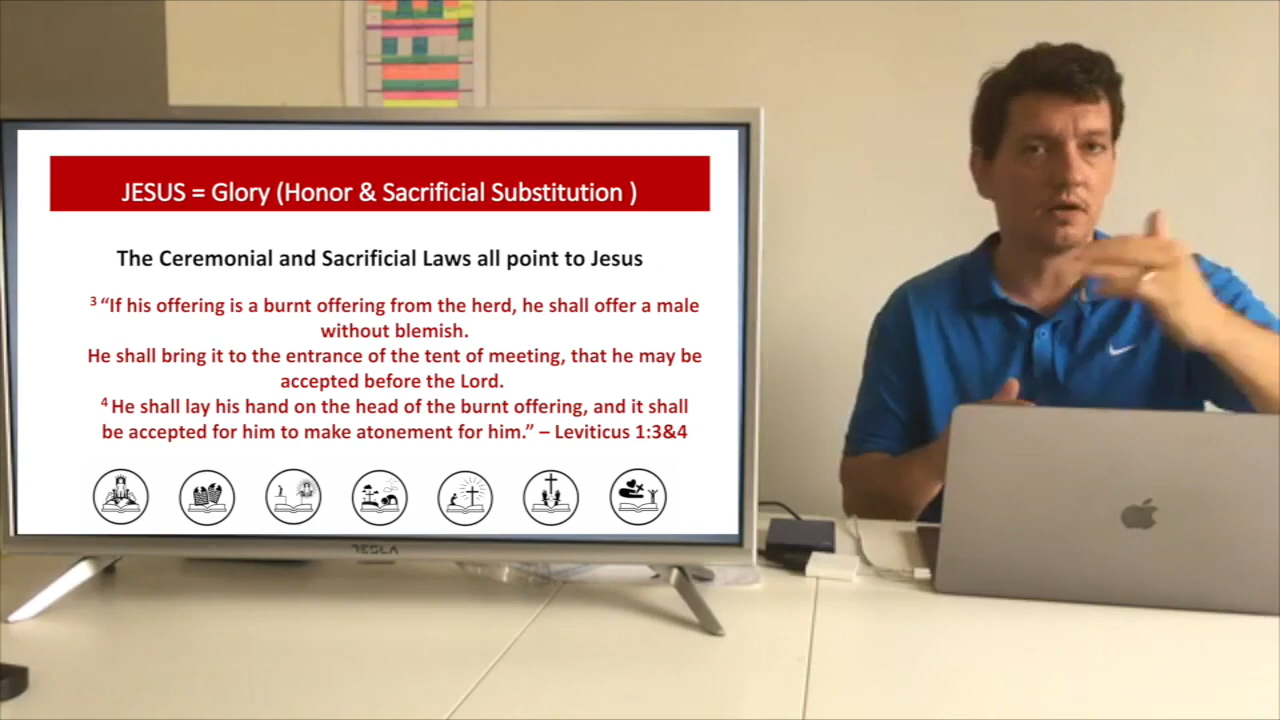 JESUS = Glory (Honor & Sacrificial Substitution )
The Ceremonial and Sacrificial Laws all point to Jesus
3 “If his offering is a burnt offering from the herd, he shall offer a male
without blemish.
He shall bring it to the entrance of the tent of meeting, that he may be
accepted before the Lord.
4 He shall lay his hand on the head of the burnt offering, and it shall
be accepted for him to make atonement for him.” – Leviticus 1:3&4
TESLA